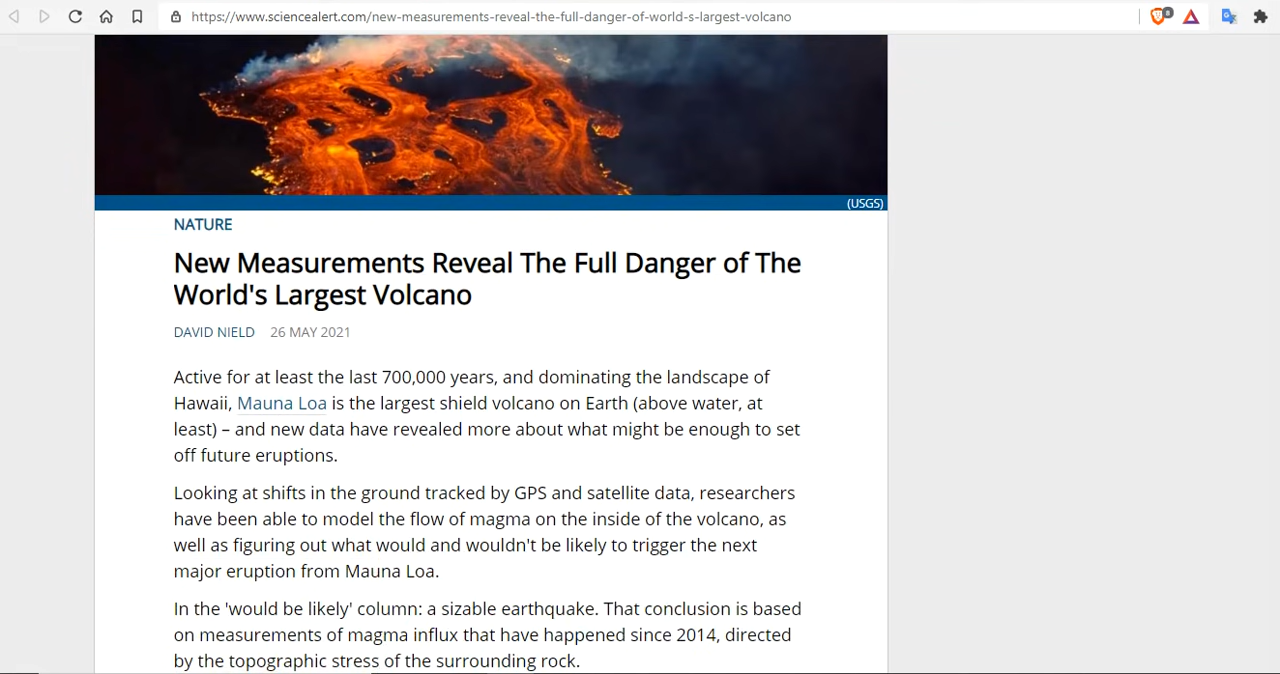 https://www.sciencealert.com/new-measurements-reveal-the-full-danger-of-world-s-largest-volcano
8
(USGS)
NATURE
New Measurements Reveal The Full Danger of The
World's Largest Volcano
DAVID NIELD 26 MAY 2021
Active for at least the last 700,000 years, and dominating the landscape of
Hawaii, Mauna Loa is the largest shield volcano on Earth (above water, at
least) – and new data have revealed more about what might be enough to set
off future eruptions.
Looking at shifts in the ground tracked by GPS and satellite data, researchers
have been able to model the flow of magma on the inside of the volcano, as
well as figuring out what would and wouldn't be likely to trigger the next
major eruption from Mauna Loa.
In the 'would be likely' column: a sizable earthquake. That conclusion is based
on measurements of magma influx that have happened since 2014, directed
by the topographic stress of the surrounding rock.